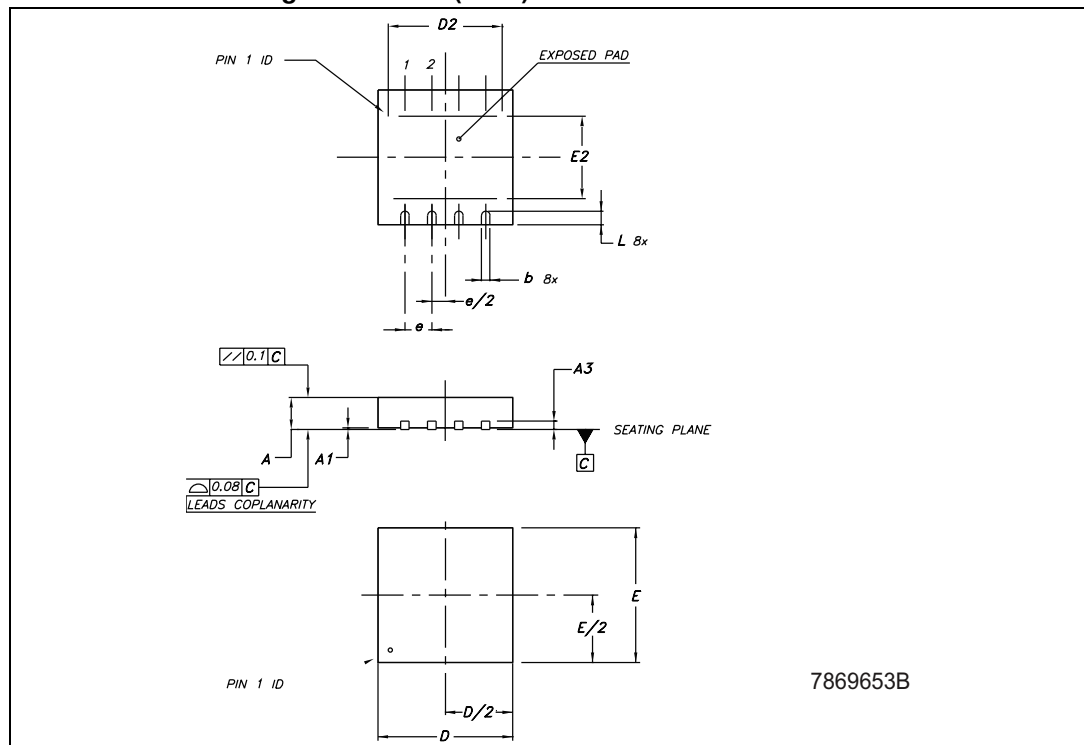 D2
PIN 1 ID
1 2
EXPOSED PAD
E2
L 8x
b 8x
e/2
e
// 0.1 C
A3
SEATING PLANE
A
A1
C
0.08 C
LEADS COPLANARITY
E
E/2
PIN 1 ID
7869653B
D/2
D